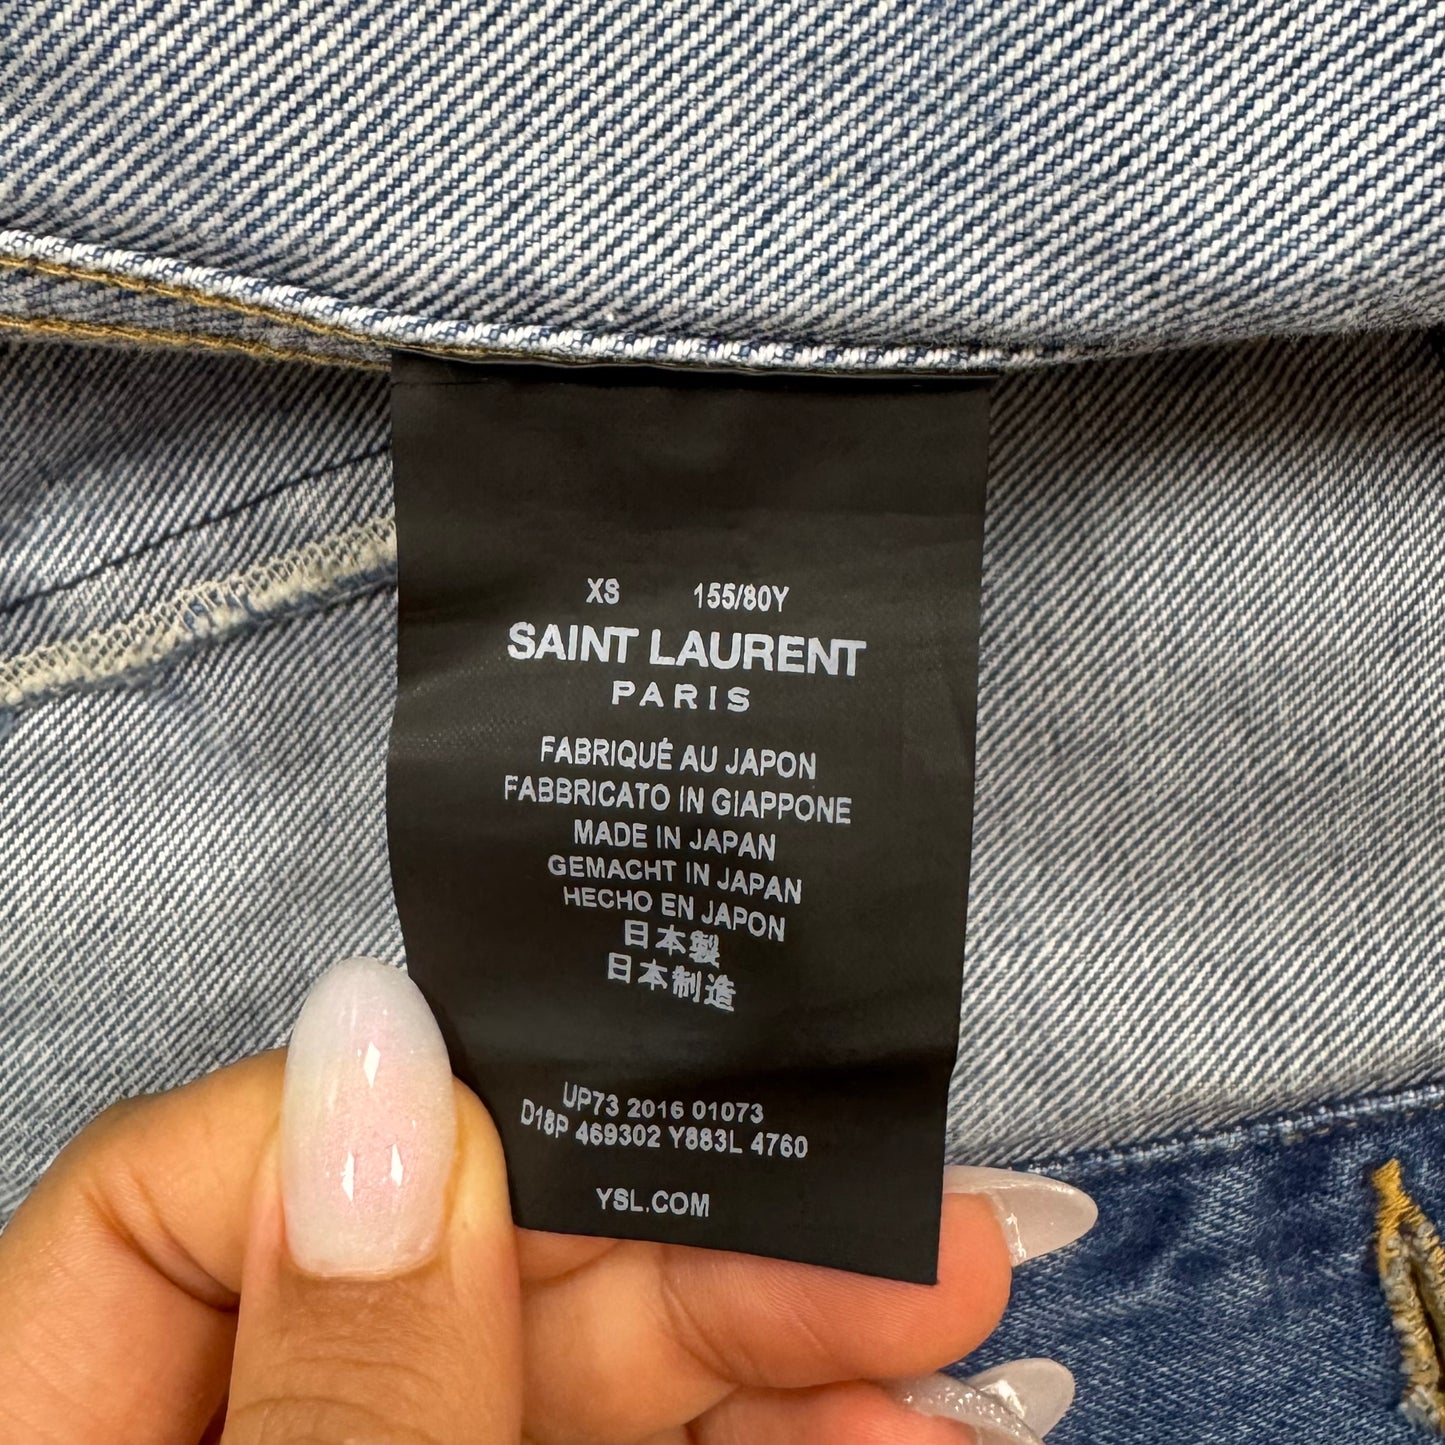 XS 155/80Y
SAINT LAURENT
PARIS
FABRIQUÉ AU JAPON
FABBRICATO IN GIAPPONE
MADE IN JAPAN
GEMACHT IN JAPAN
HECHO EN JAPON
日本製
日本制造
UP73 2016 01073
D18P 469302 Y883L 4760
YSL.COM